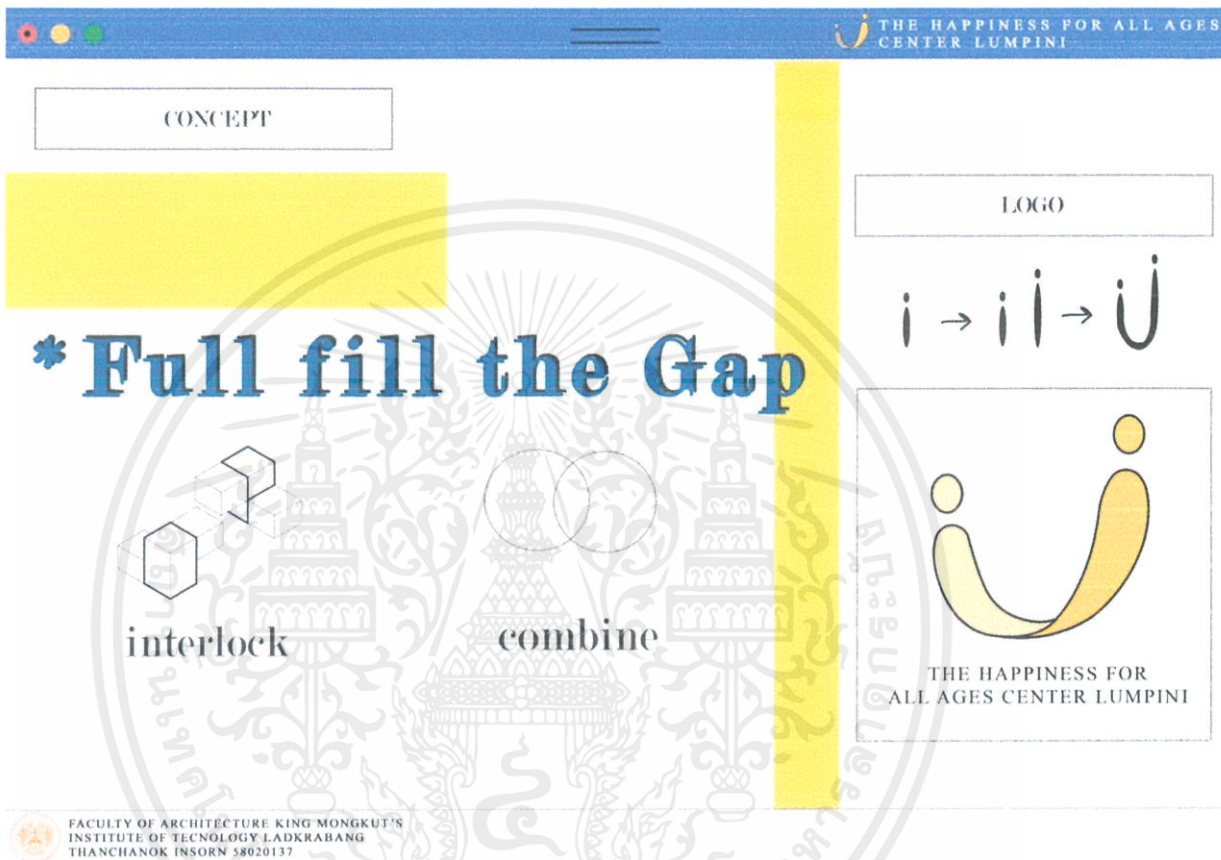 THE HAPPINESS FOR ALL AGES
CENTER LUMPINI
CONCEPT
* Full fill the Gap
interlock
combine
LOGO
i → i i →
THE HAPPINESS FOR
ALL AGES CENTER LUMPINI
FACULTY OF ARCHITECTURE KING MONGKUT'S
INSTITUTE OF TECNOLOGY LADKRABANG
THANCHANOK INSORN 58020137